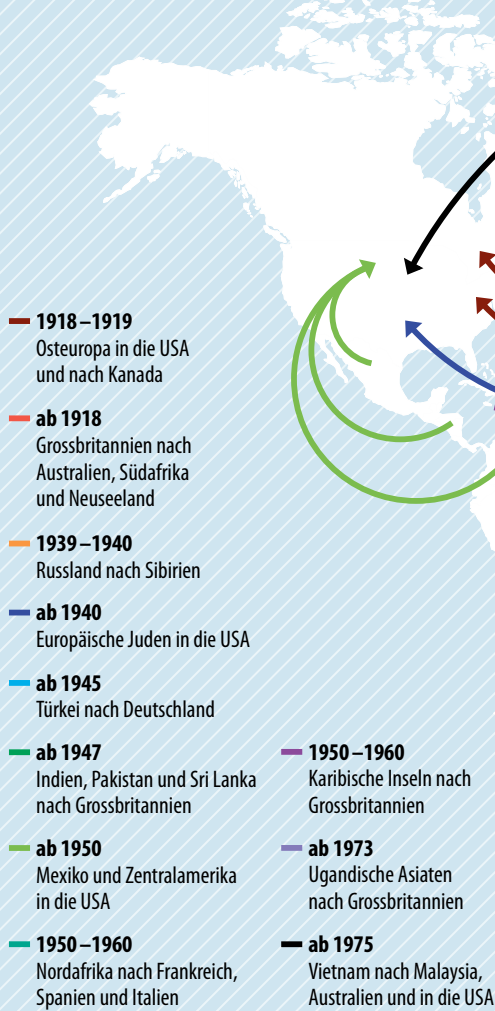 1918–1919
Osteuropa in die USA
und nach Kanada
ab 1918
Grossbritannien nach
Australien, Südafrika
und Neuseeland
1939–1940
Russland nach Sibirien
ab 1940
Europäische Juden in die USA
ab 1945
Türkei nach Deutschland
ab 1947
Indien, Pakistan und Sri Lanka
nach Grossbritannien
ab 1950
Mexiko und Zentralamerika
in die USA
1950–1960
Nordafrika nach Frankreich,
Spanien und Italien
1950–1960
Karibische Inseln nach
Grossbritannien
ab 1973
Ugandische Asiaten
nach Grossbritannien
ab 1975
Vietnam nach Malaysia,
Australien und in die USA